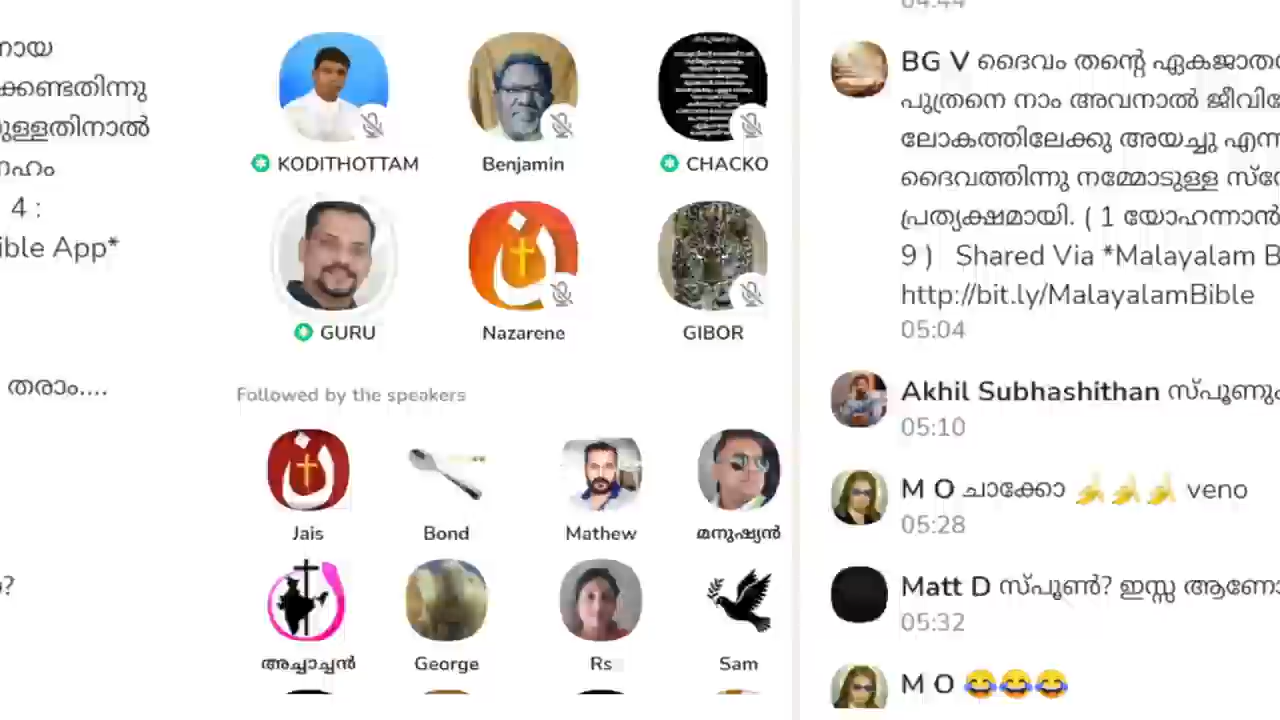 ക്കേണ്ടതിന്നു
4 :
Bible App*
തരാം....
KODITHOTTAM
Benjamin
CHACKO
GURU
Nazarene
GIBOR
Followed by the speakers
Jais
Bond
Mathew
മനുഷ്യൻ
അച്ചാച്ചൻ
George
Rs
Sam
04:44
BG V ദൈവം തന്റെ ഏകജാത
പുത്രനെ നാം അവനാൽ ജീവി
ലോകത്തിലേക്കു അയച്ചു എന്ന
ദൈവത്തിന്നു നമ്മോടുള്ള സ്നേ
പ്രത്യക്ഷമായി. ( 1 യോഹന്നാൻ
9 ) Shared Via *Malayalam B
http://bit.ly/MalayalamBible
05:04
Akhil Subhashithan സ്പൂണും
05:10
M O ചാക്കോ 🍌🍌🍌 veno
05:28
Matt D സ്പൂൺ? ഇസ്സ ആണോ
05:32
M O 😂😂😂